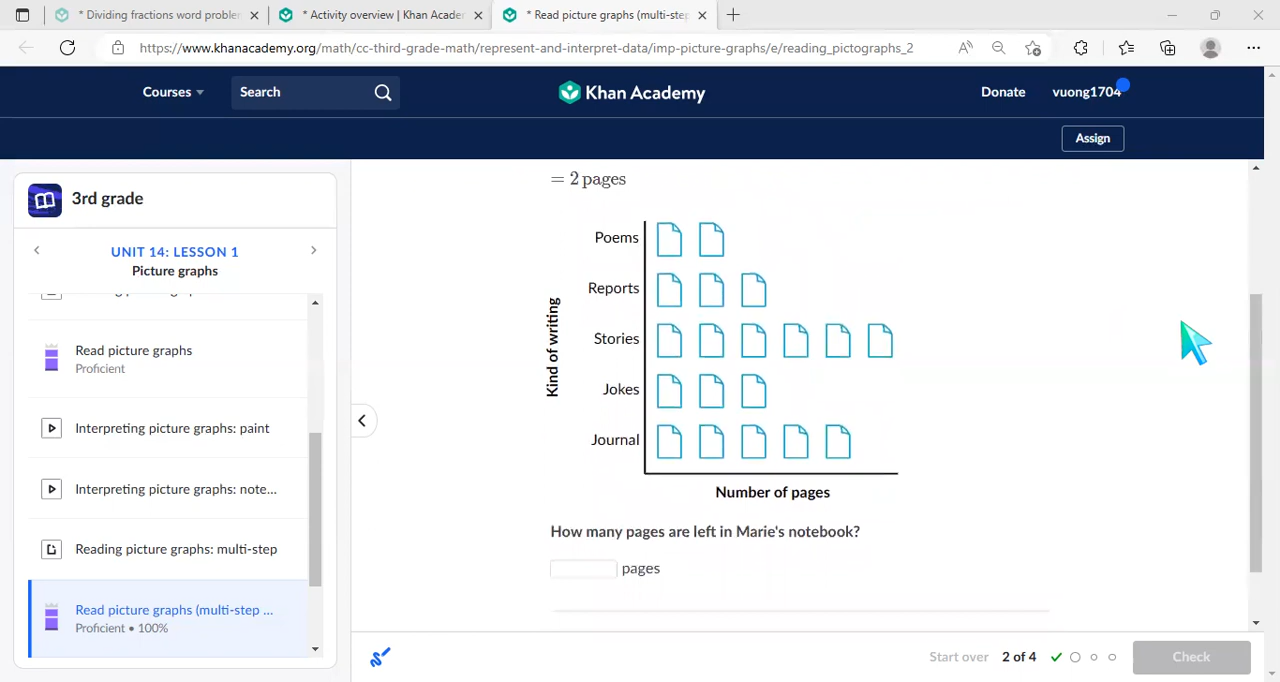 * Dividing fractions word proble
* Activity overview | Khan Acade
* Read picture graphs (multi-step
https://www.khanacademy.org/math/cc-third-grade-math/represent-and-interpret-data/imp-picture-graphs/e/reading_pictographs_2
Courses
Search
Khan Academy
Donate
vuong1704
Assign
3rd grade
UNIT 14: LESSON 1
Picture graphs
Read picture graphs
Proficient
Interpreting picture graphs: paint
Interpreting picture graphs: note...
Reading picture graphs: multi-step
Read picture graphs (multi-step ...
Proficient • 100%
= 2 pages
Kind of writing
Poems
Reports
Stories
Jokes
Journal
Number of pages
How many pages are left in Marie's notebook?
pages
Start over
2 of 4
Check